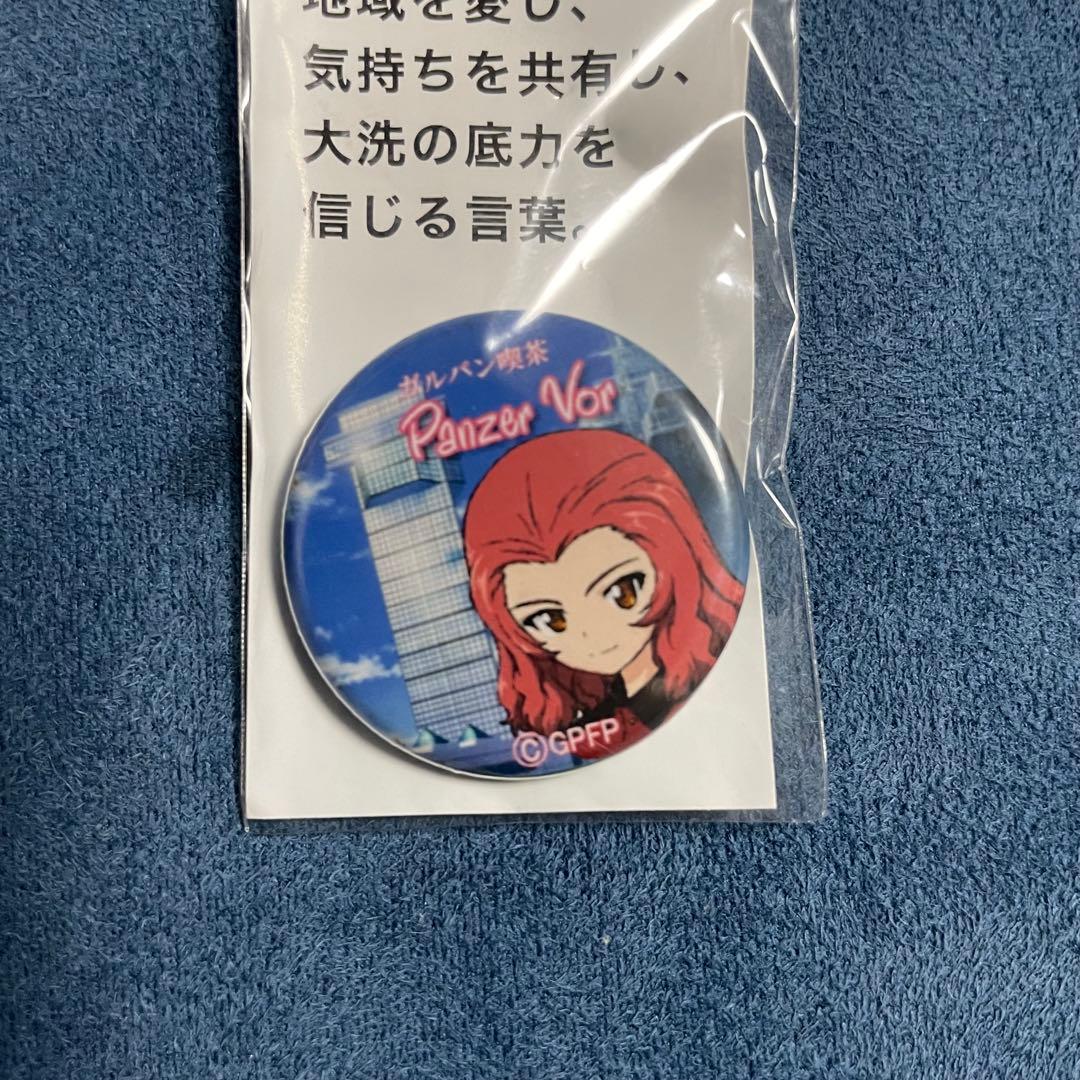 地域を愛し、
気持ちを共有し、
大洗の底力を
信じる言葉。
ガルパン喫茶
Panzer Vor
©GPFP